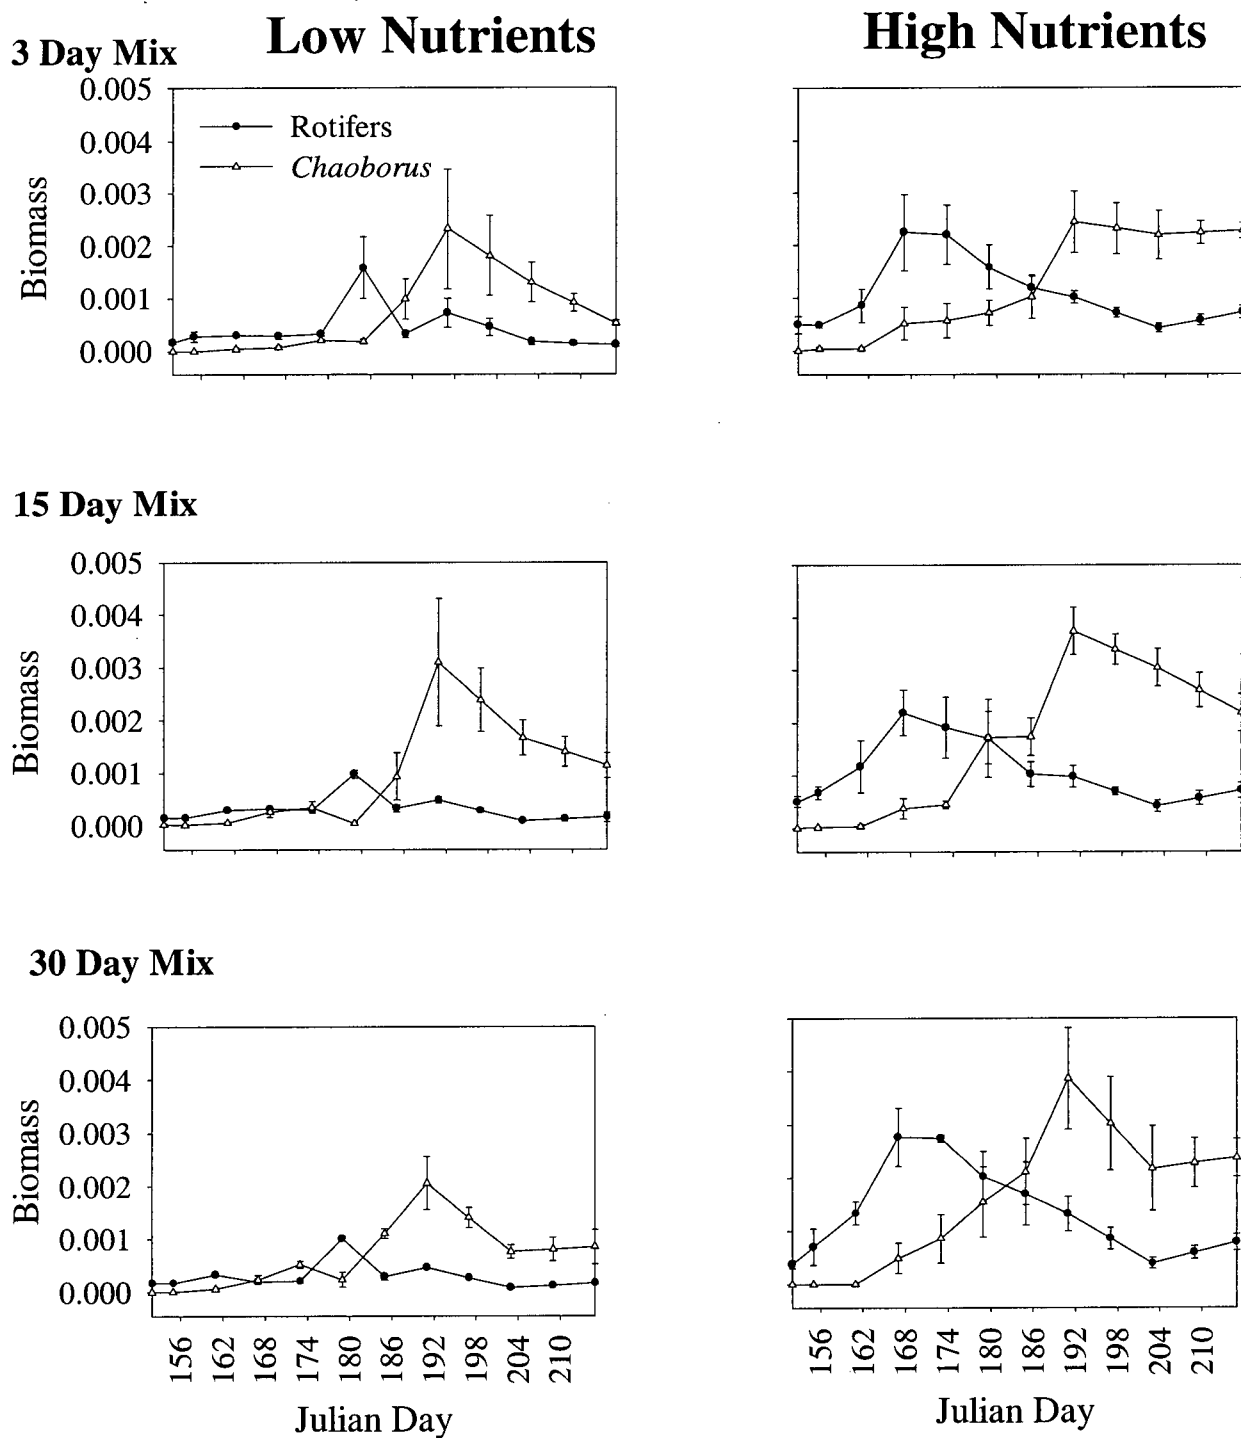 Low Nutrients
High Nutrients
3 Day Mix
0.005
0.004
0.003
0.002
0.001
0.000
Biomass
Rotifers
Chaoborus
15 Day Mix
0.005
0.004
0.003
0.002
0.001
0.000
Biomass
30 Day Mix
0.005
0.004
0.003
0.002
0.001
0.000
Biomass
156 162 168 174 180 186 192 198 204 210
Julian Day
156 162 168 174 180 186 192 198 204 210
Julian Day